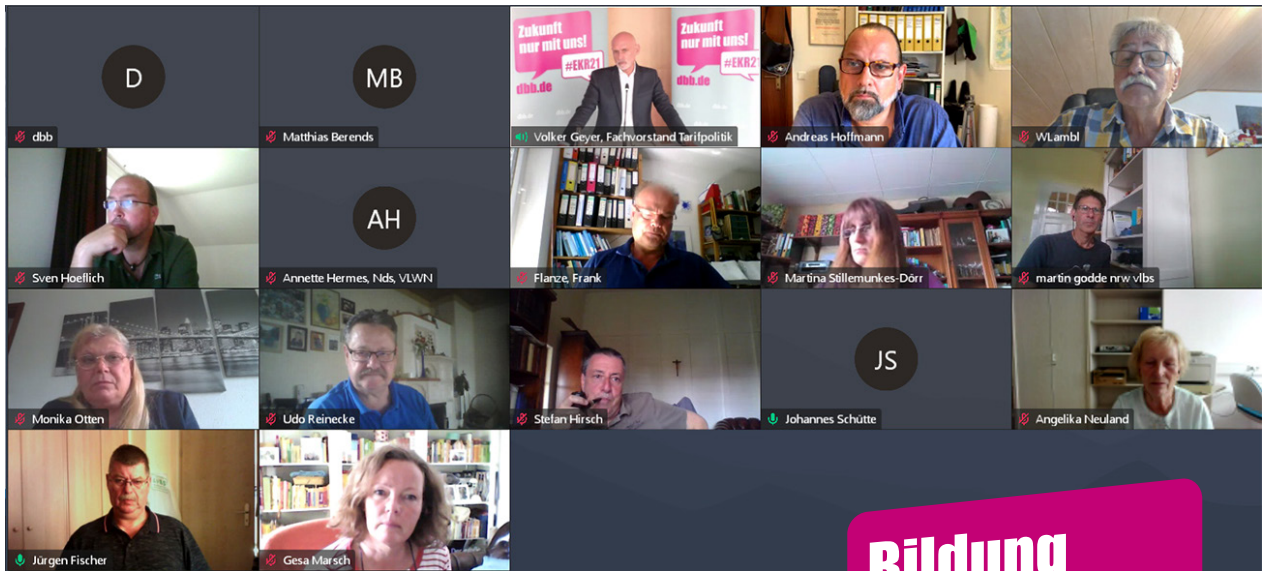 D
dbb
MB
Matthias Berends
Zukunft
nur mit uns!
#EKR21
dbb.de
Zukunft
nur mit uns!
#EKR21
dbb.de
Volker Geyer, Fachvorstand Tarifpolitik
Andreas Hoffmann
WLambl
Sven Hoeflich
AH
Annette Hermes, Nds, VLWN
Flanze, Frank
Martina Stillemunkes-Dörr
martin godde nrw vlbs
Monika Otten
Udo Reinecke
Stefan Hirsch
JS
Johannes Schütte
Angelika Neuland
Jürgen Fischer
Gesa Marsch
Bildung